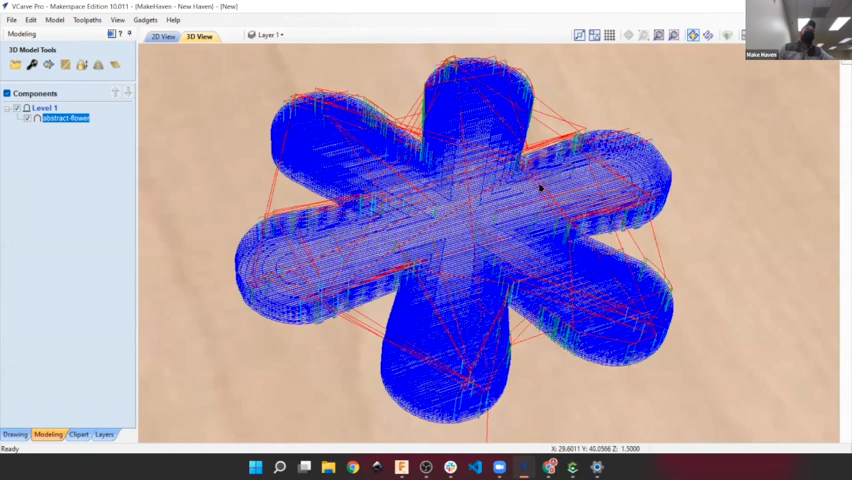 VCarve Pro - Makespace Edition 10.011 - (MakeHaven - New Haven) - [New]
File Edit Model Toolpaths View Gadgets Help
Modeling
2D View 3D View Layer 1
3D Model Tools
Components
Level 1
abstract-flower
Make Haven
Drawing Modeling Clipart Layers
Ready
X: 29.6011 Y: 40.0566 Z: 1.5000